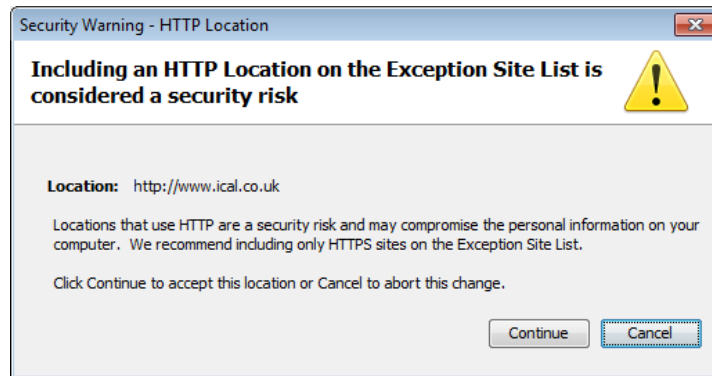 Security Warning - HTTP Location
Including an HTTP Location on the Exception Site List is
considered a security risk
Location: http://www.ical.co.uk
Locations that use HTTP are a security risk and may compromise the personal information on your
computer. We recommend including only HTTPS sites on the Exception Site List.
Click Continue to accept this location or Cancel to abort this change.
Continue Cancel